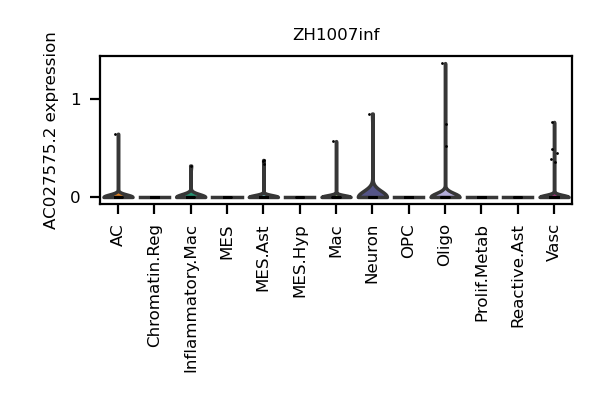 ZH1007inf
AC027575.2 expression
1
0
AC
Chromatin.Reg
Inflammatory.Mac
MES
MES.Ast
MES.Hyp
Mac
Neuron
OPC
Oligo
Prolif.Metab
Reactive.Ast
Vasc